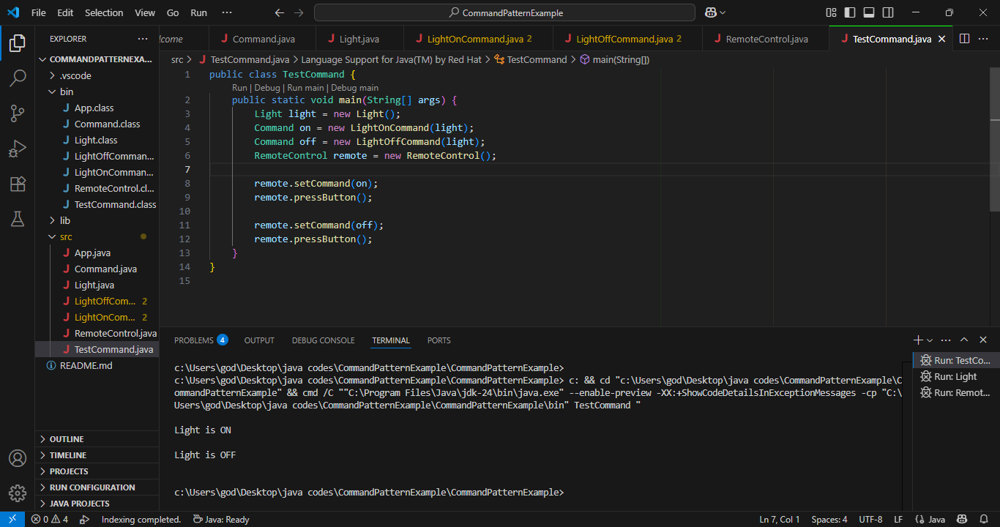 File Edit Selection View Go Run ··· CommandPatternExample
EXPLORER ···
COMMANDPATTERNEXA...
.vscode
bin
App.class
Command.class
Light.class
LightOffComman...
LightOnComman...
RemoteControl.cl...
TestCommand.class
lib
src
App.java
Command.java
Light.java
LightOffCom... 2
LightOnCom... 2
RemoteControl.java
TestCommand.java
README.md
OUTLINE
TIMELINE
PROJECTS
RUN CONFIGURATION
JAVA PROJECTS
lcome Command.java Light.java LightOnCommand.java 2 LightOffCommand.java 2 RemoteControl.java TestCommand.java
src > TestCommand.java > Language Support for Java(TM) by Red Hat > TestCommand > main(String[])
1 public class TestCommand {
Run | Debug | Run main | Debug main
2 public static void main(String[] args) {
3 Light light = new Light();
4 Command on = new LightOnCommand(light);
5 Command off = new LightOffCommand(light);
6 RemoteControl remote = new RemoteControl();
7
8 remote.setCommand(on);
9 remote.pressButton();
10
11 remote.setCommand(off);
12 remote.pressButton();
13 }
14 }
15
PROBLEMS 4 OUTPUT DEBUG CONSOLE TERMINAL PORTS
c:\Users\god\Desktop\java codes\CommandPatternExample\CommandPatternExample>
c:\Users\god\Desktop\java codes\CommandPatternExample\CommandPatternExample> c: && cd "c:\Users\god\Desktop\java codes\CommandPatternExample\C
ommandPatternExample" && cmd /C ""C:\Program Files\Java\jdk-24\bin\java.exe" --enable-preview -XX:+ShowCodeDetailsInExceptionMessages -cp "C:\
Users\god\Desktop\java codes\CommandPatternExample\CommandPatternExample\bin" TestCommand "
Light is ON
Light is OFF
c:\Users\god\Desktop\java codes\CommandPatternExample\CommandPatternExample>
Run: TestCo...
Run: Light
Run: Remot...
0 4 Indexing completed. Java: Ready Ln 7, Col 1 Spaces: 4 UTF-8 LF {} Java